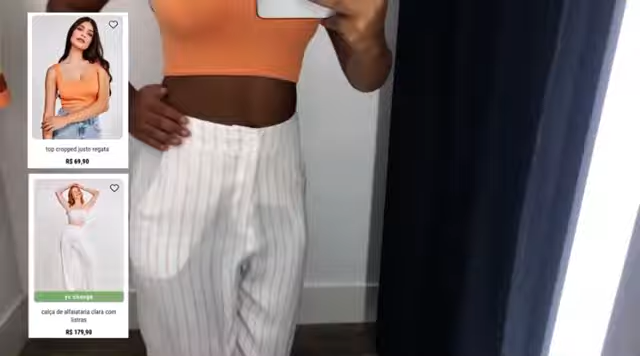 top cropped justo regata
R$ 69,90
calça de alfaiataria clara com
listras
R$ 179,90